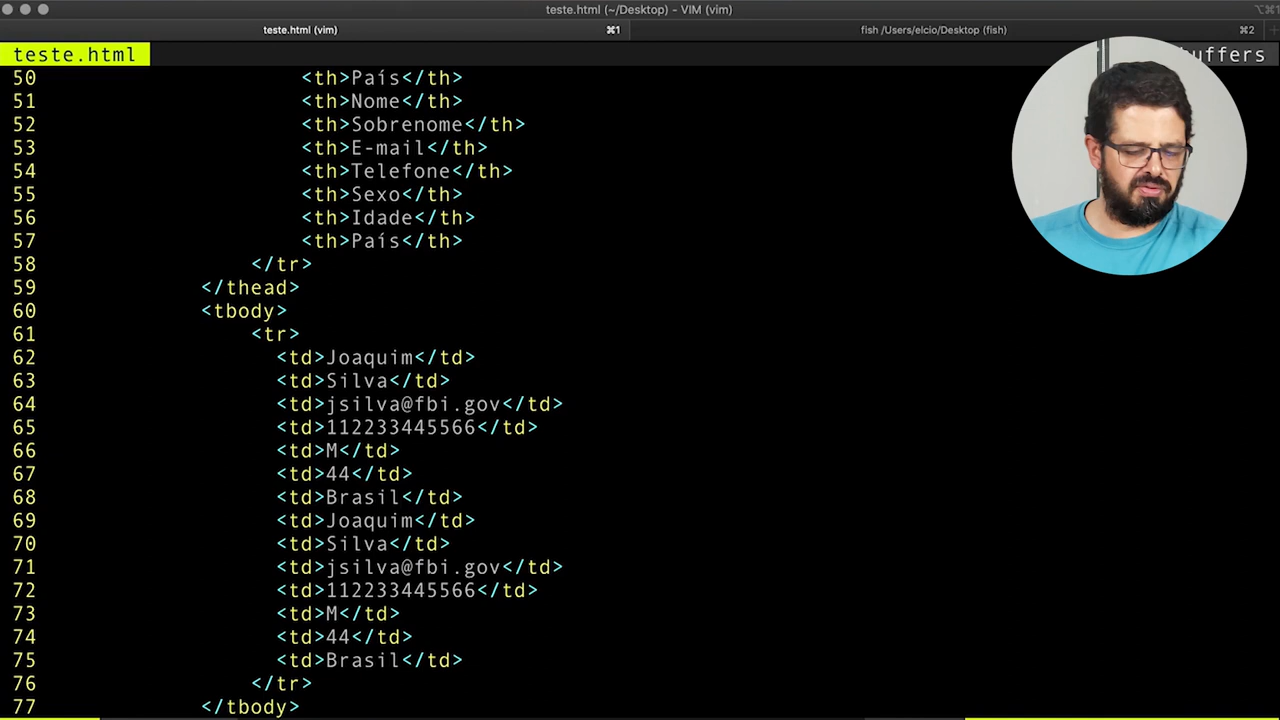 teste.html (~/Desktop) - VIM (vim)
⌥⌘1
teste.html (vim) ⌘1 fish /Users/elcio/Desktop (fish) ⌘2
teste.html uffers
50 <th>País</th>
51 <th>Nome</th>
52 <th>Sobrenome</th>
53 <th>E-mail</th>
54 <th>Telefone</th>
55 <th>Sexo</th>
56 <th>Idade</th>
57 <th>País</th>
58 </tr>
59 </thead>
60 <tbody>
61 <tr>
62 <td>Joaquim</td>
63 <td>Silva</td>
64 <td>jsilva@fbi.gov</td>
65 <td>112233445566</td>
66 <td>M</td>
67 <td>44</td>
68 <td>Brasil</td>
69 <td>Joaquim</td>
70 <td>Silva</td>
71 <td>jsilva@fbi.gov</td>
72 <td>112233445566</td>
73 <td>M</td>
74 <td>44</td>
75 <td>Brasil</td>
76 </tr>
77 </tbody>